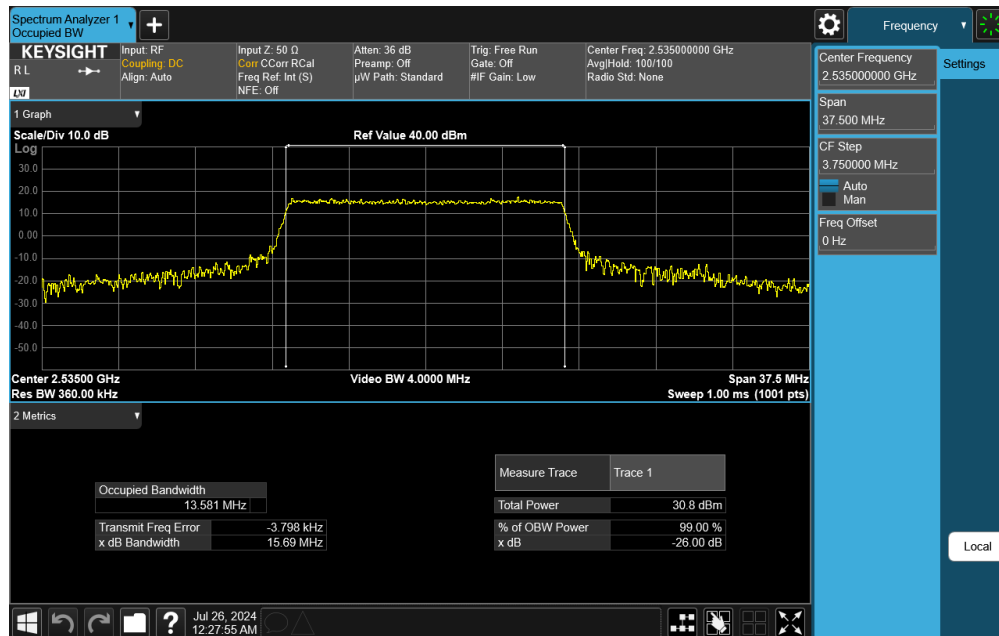 Spectrum Analyzer 1
Occupied BW
+
Frequency
KEYSIGHT
R L
LXI
Input: RF
Coupling: DC
Align: Auto
Input Z: 50 Ω
Corr CCorr RCal
Freq Ref: Int (S)
NFE: Off
Atten: 36 dB
Preamp: Off
µW Path: Standard
Trig: Free Run
Gate: Off
#IF Gain: Low
Center Freq: 2.535000000 GHz
Avg|Hold: 100/100
Radio Std: None
Center Frequency
2.535000000 GHz
Settings
Span
37.500 MHz
CF Step
3.750000 MHz
Auto
Man
Freq Offset
0 Hz
Local
1 Graph
Scale/Div 10.0 dB
Ref Value 40.00 dBm
Log
30.0
20.0
10.0
0.00
-10.0
-20.0
-30.0
-40.0
-50.0
Center 2.53500 GHz
Video BW 4.0000 MHz
Span 37.5 MHz
Res BW 360.00 kHz
Sweep 1.00 ms (1001 pts)
2 Metrics
Occupied Bandwidth
13.581 MHz
Transmit Freq Error -3.798 kHz
x dB Bandwidth 15.69 MHz
Measure Trace Trace 1
Total Power 30.8 dBm
% of OBW Power 99.00 %
x dB -26.00 dB
?
Jul 26, 2024
12:27:55 AM